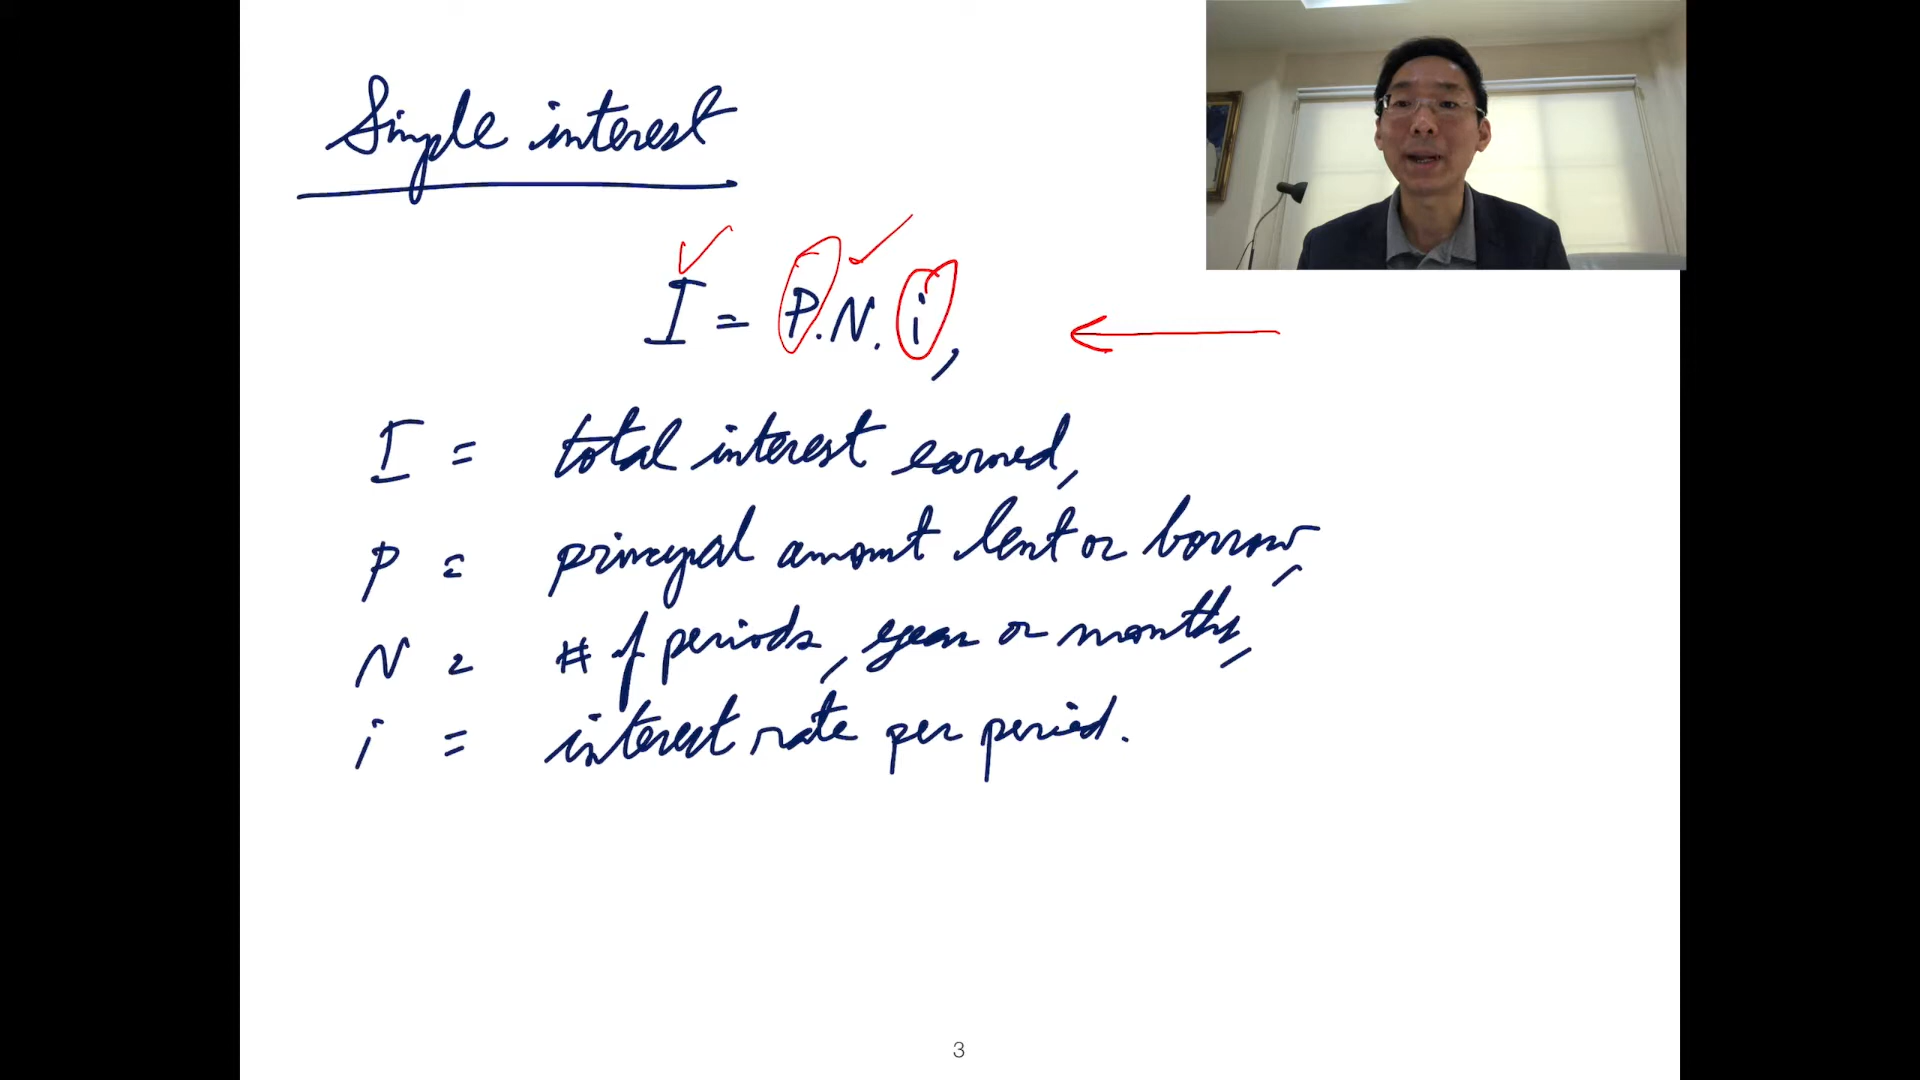 Simple interest
I = P.N.i,
I = total interest earned,
P = principal amount lent or borrow,
N = # of periods, year or months,
i = interest rate per period.
3